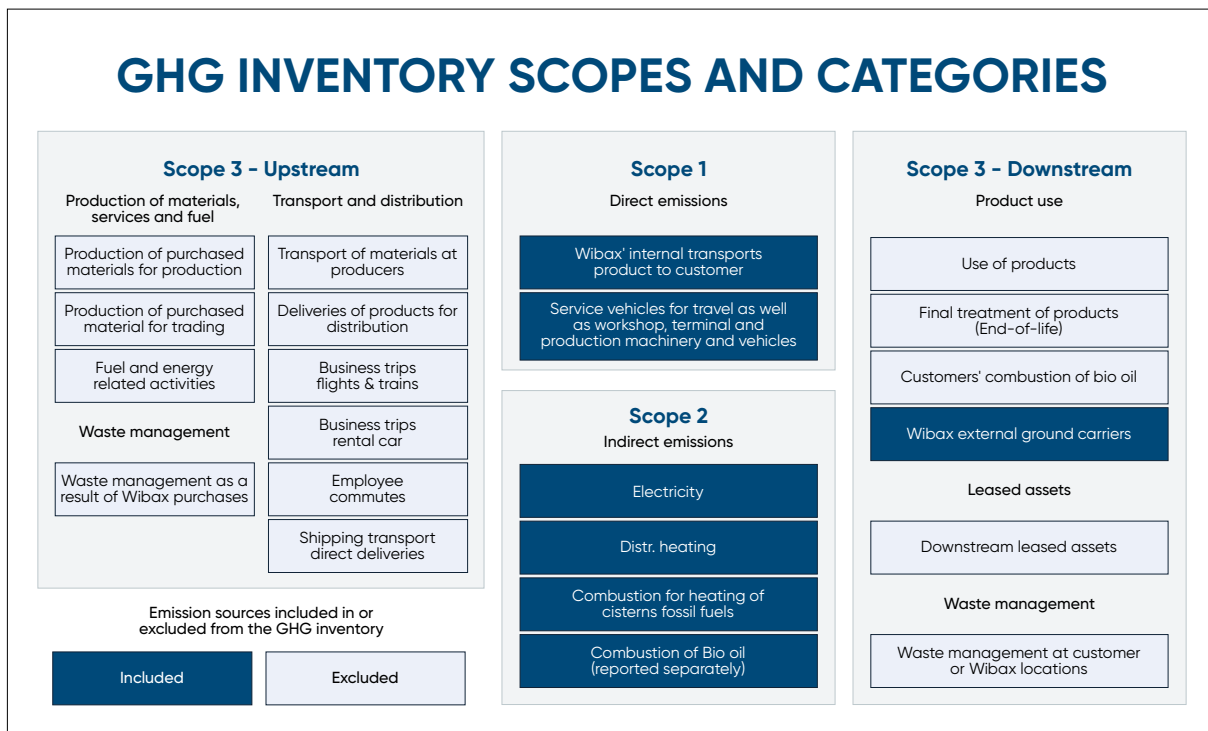 GHG INVENTORY SCOPES AND CATEGORIES
Scope 3 - Upstream
Production of materials,
services and fuel
Production of purchased
materials for production
Production of purchased
material for trading
Fuel and energy
related activities
Waste management
Waste management as a
result of Wibax purchases
Transport and distribution
Transport of materials at
producers
Deliveries of products for
distribution
Business trips
flights & trains
Business trips
rental car
Employee
commutes
Shipping transport
direct deliveries
Emission sources included in or
excluded from the GHG inventory
Included
Excluded
Scope 1
Direct emissions
Wibax' internal transports
product to customer
Service vehicles for travel as well
as workshop, terminal and
production machinery and vehicles
Scope 2
Indirect emissions
Electricity
Distr. heating
Combustion for heating of
cisterns fossil fuels
Combustion of Bio oil
(reported separately)
Scope 3 - Downstream
Product use
Use of products
Final treatment of products
(End-of-life)
Customers' combustion of bio oil
Wibax external ground carriers
Leased assets
Downstream leased assets
Waste management
Waste management at customer
or Wibax locations